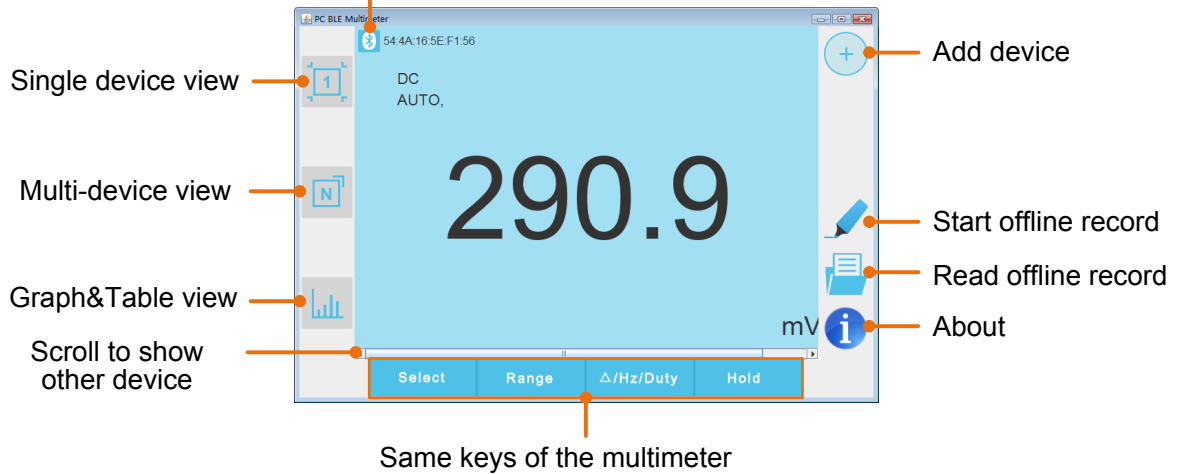 PC BLE Multimeter
54:4A:16:5E:F1:56
Add device
Single device view
1
+
DC
AUTO,
290.9
Multi-device view
N
Start offline record
Read offline record
Graph&Table view
mV
i
About
Scroll to show
other device
Select Range △/Hz/Duty Hold
Same keys of the multimeter